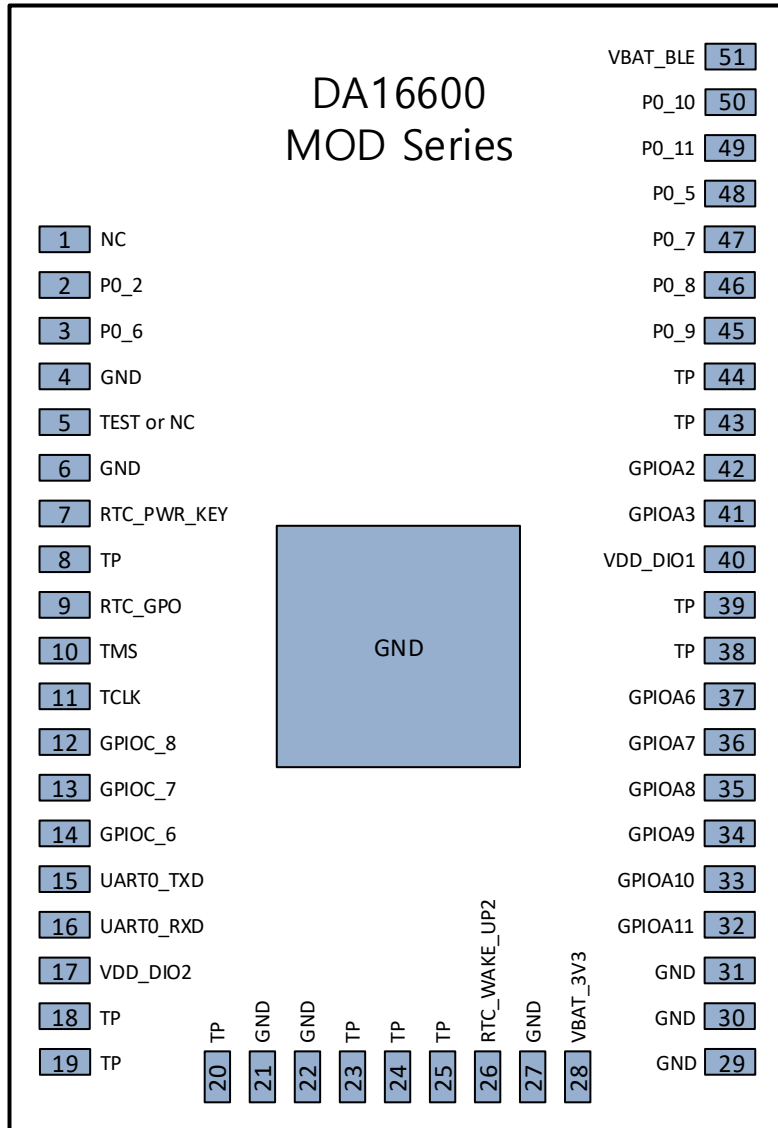 DA16600
MOD Series
1 NC
2 P0_2
3 P0_6
4 GND
5 TEST or NC
6 GND
7 RTC_PWR_KEY
8 TP
9 RTC_GPO
10 TMS
11 TCLK
12 GPIOC_8
13 GPIOC_7
14 GPIOC_6
15 UART0_TXD
16 UART0_RXD
17 VDD_DIO2
18 TP
19 TP
GND
TP 20
GND 21
GND 22
TP 23
TP 24
TP 25
RTC_WAKE_UP2 26
GND 27
VBAT_3V3 28
VBAT_BLE 51
P0_10 50
P0_11 49
P0_5 48
P0_7 47
P0_8 46
P0_9 45
TP 44
TP 43
GPIOA2 42
GPIOA3 41
VDD_DIO1 40
TP 39
TP 38
GPIOA6 37
GPIOA7 36
GPIOA8 35
GPIOA9 34
GPIOA10 33
GPIOA11 32
GND 31
GND 30
GND 29